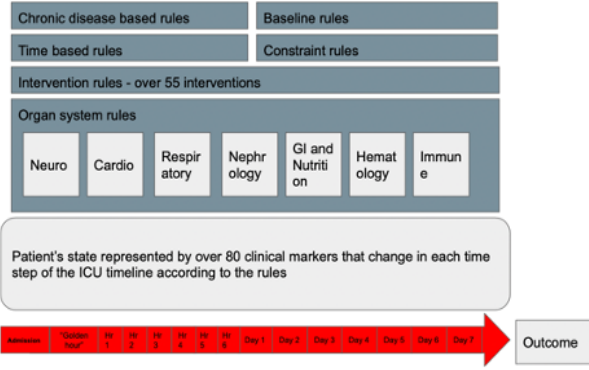 Chronic disease based rules
Baseline rules
Time based rules
Constraint rules
Intervention rules - over 55 interventions
Organ system rules
Neuro
Cardio
Respir
atory
Nephr
ology
GI and
Nutriti
on
Hemat
ology
Immun
e
Patient's state represented by over 80 clinical markers that change in each time
step of the ICU timeline according to the rules
Admission
"Golden
hour"
Hr
1
Hr
2
Hr
3
Hr
4
Hr
5
Hr
6
Day 1
Day 2
Day 3
Day 4
Day 5
Day 6
Day 7
Outcome